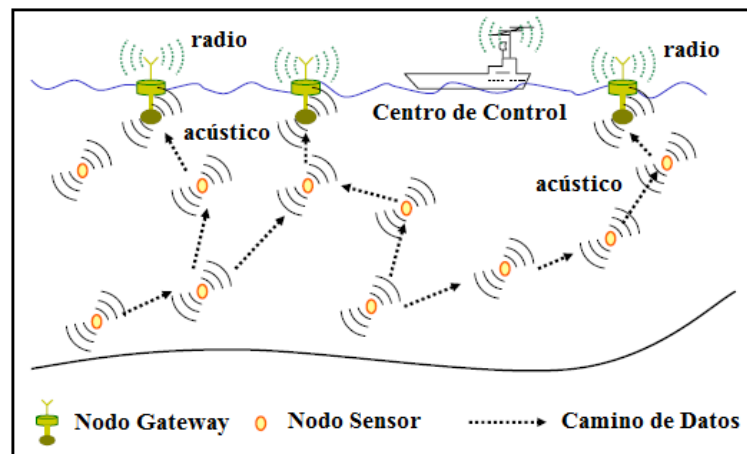 radio
radio
Centro de Control
acústico
acústico
Nodo Gateway
Nodo Sensor
Camino de Datos